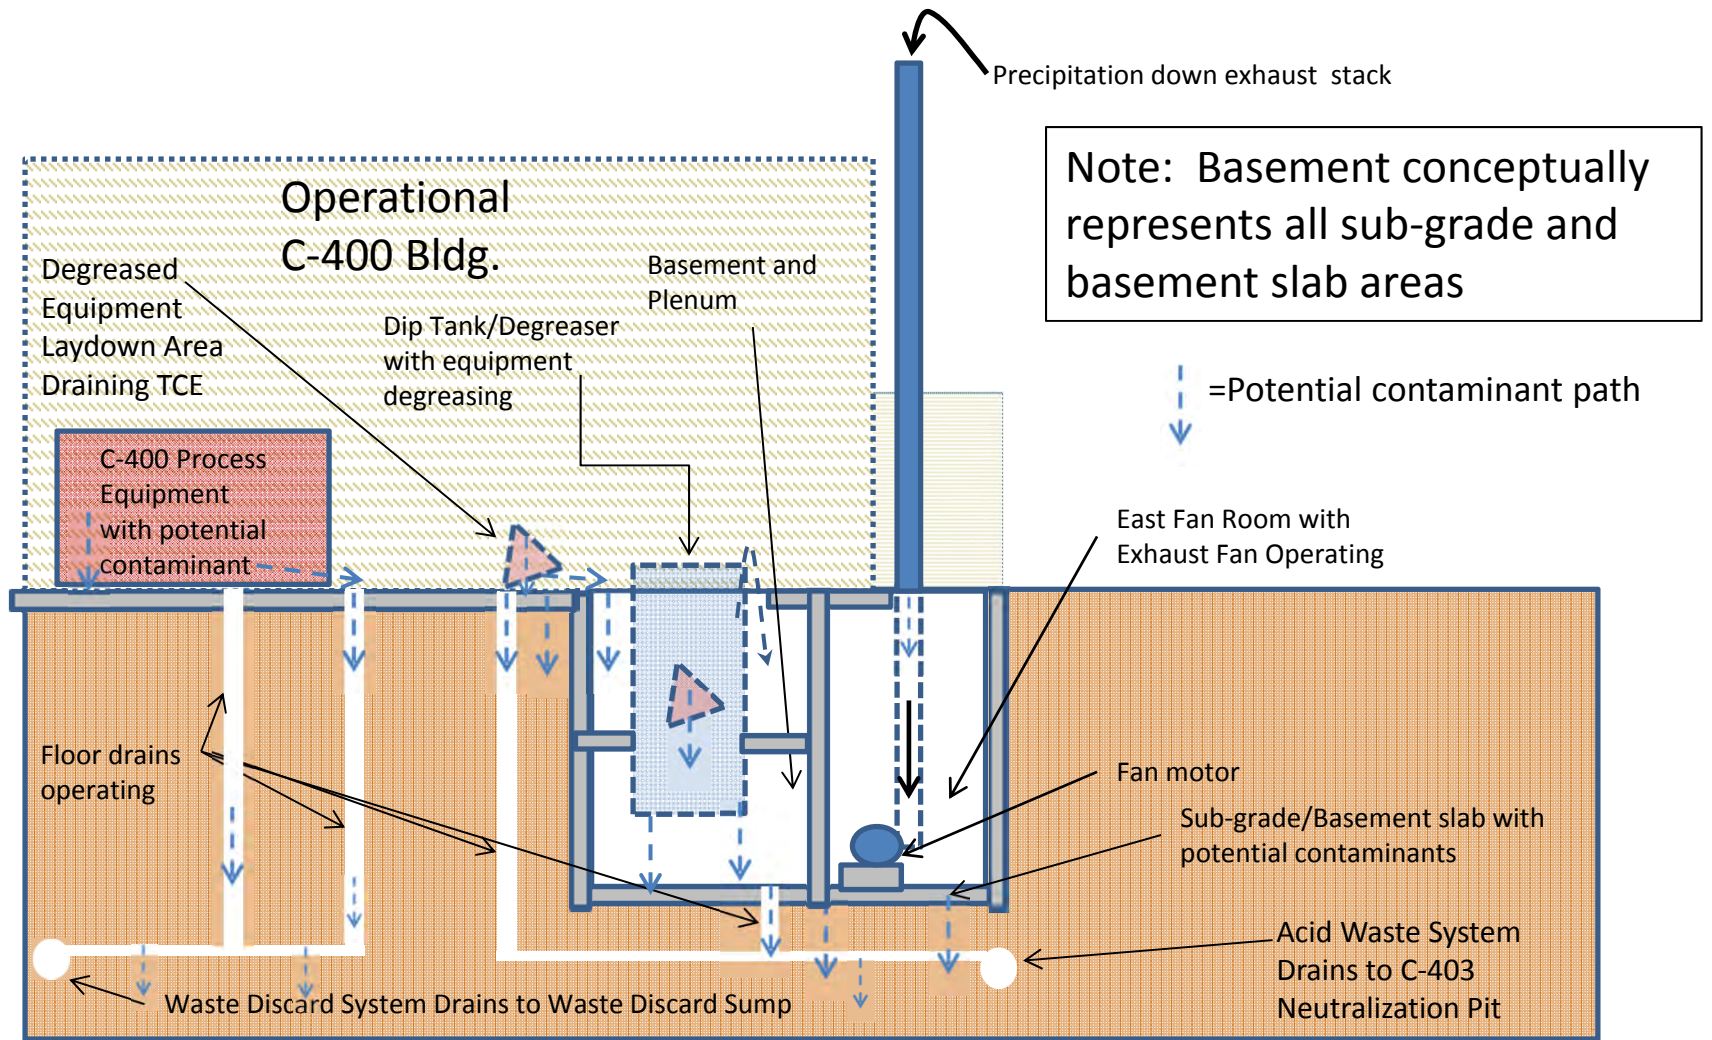 Precipitation down exhaust stack
Note: Basement conceptually
represents all sub-grade and
basement slab areas
=Potential contaminant path
Operational
C-400 Bldg.
Degreased
Equipment
Laydown Area
Draining TCE
Dip Tank/Degreaser
with equipment
degreasing
Basement and
Plenum
C-400 Process
Equipment
with potential
contaminant
East Fan Room with
Exhaust Fan Operating
Floor drains
operating
Fan motor
Sub-grade/Basement slab with
potential contaminants
Acid Waste System
Drains to C-403
Neutralization Pit
Waste Discard System Drains to Waste Discard Sump